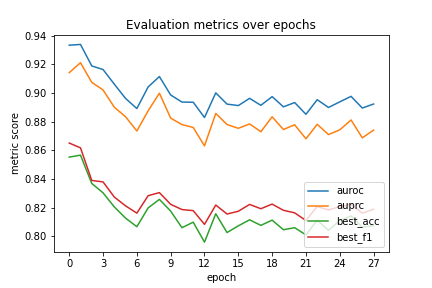 Evaluation metrics over epochs
0.94
0.92
0.90
0.88
0.86
0.84
0.82
0.80
metric score
auroc
auprc
best_acc
best_f1
0 3 6 9 12 15 18 21 24 27
epoch